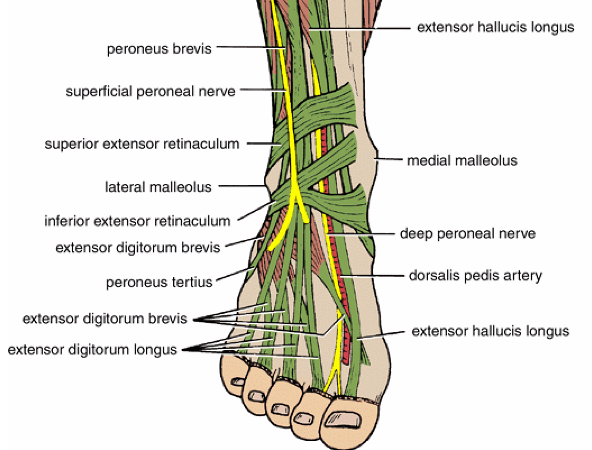 extensor hallucis longus
peroneus brevis
superficial peroneal nerve
superior extensor retinaculum
medial malleolus
lateral malleolus
inferior extensor retinaculum
deep peroneal nerve
extensor digitorum brevis
dorsalis pedis artery
peroneus tertius
extensor digitorum brevis
extensor hallucis longus
extensor digitorum longus